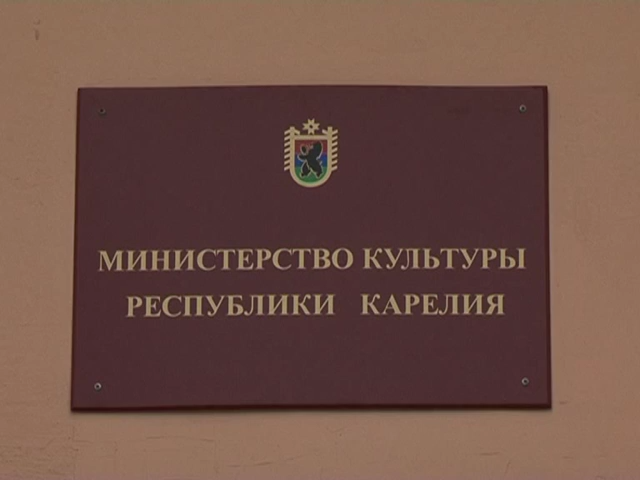 МИНИСТЕРСТВО КУЛЬТУРЫ
РЕСПУБЛИКИ КАРЕЛИЯ